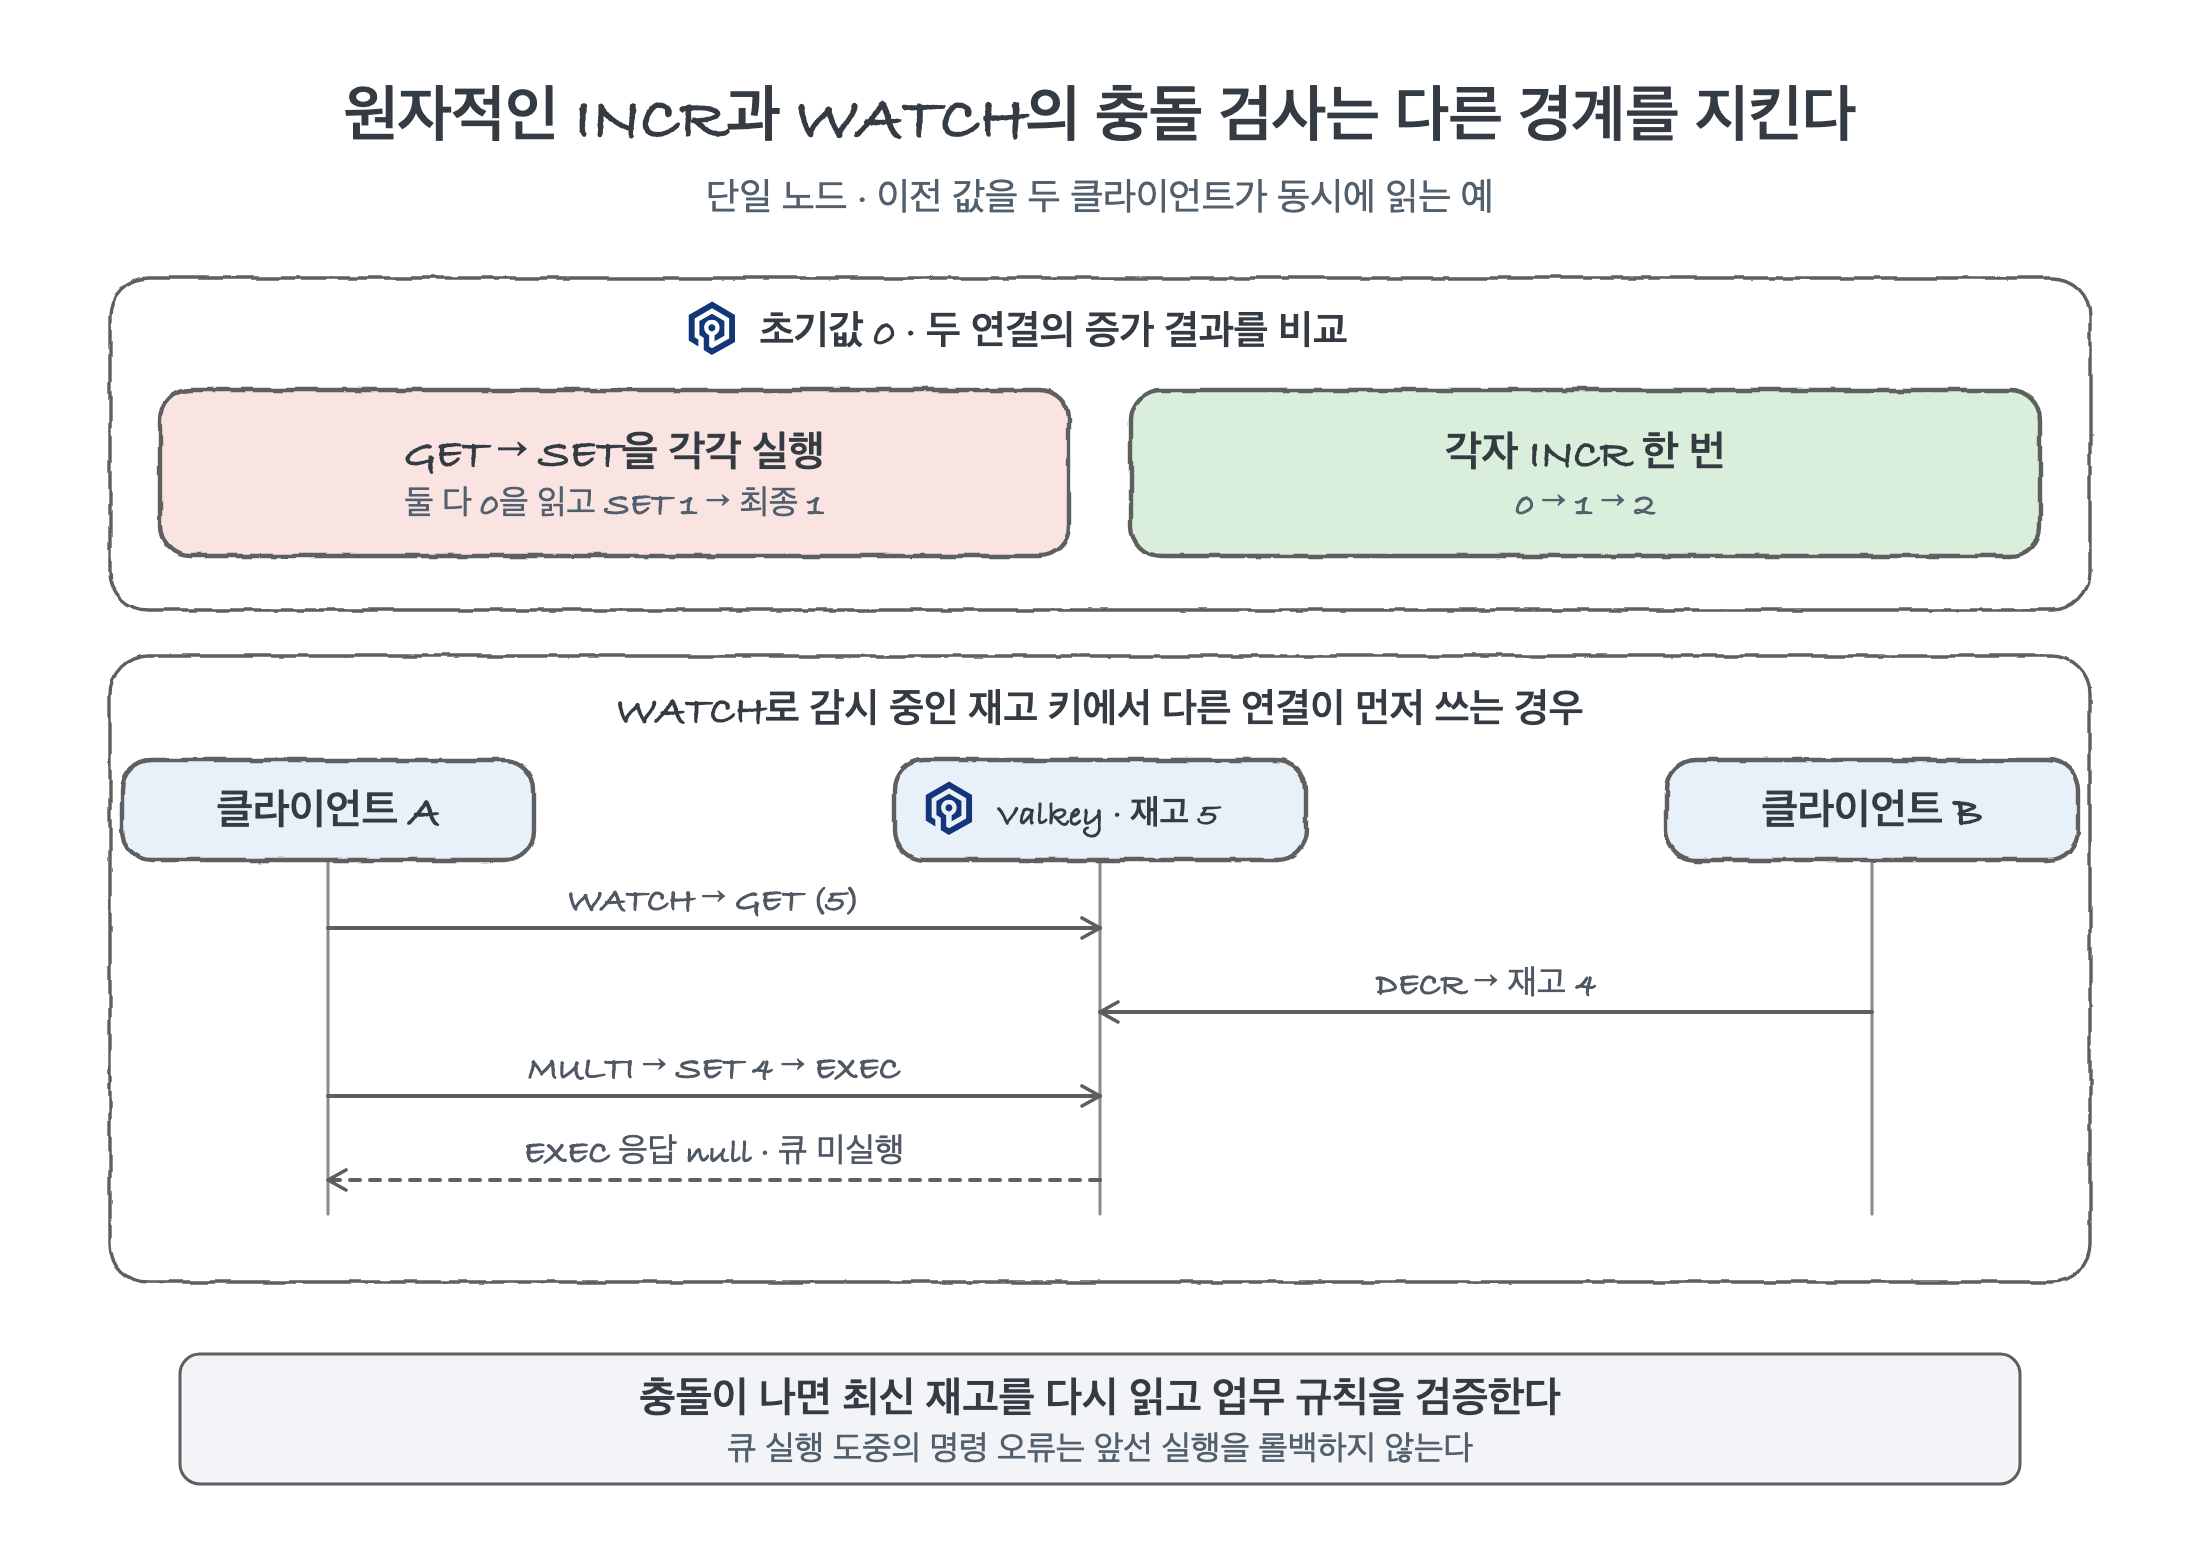 원자적인 INCR과 WATCH의 충돌 검사는 다른 경계를 지킨다
단일 노드 · 이전 값을 두 클라이언트가 동시에 읽는 예
초기값 0 · 두 연결의 증가 결과를 비교
GET → SET을 각각 실행
둘 다 0을 읽고 SET 1 → 최종 1
각자 INCR 한 번
0 → 1 → 2
WATCH로 감시 중인 재고 키에서 다른 연결이 먼저 쓰는 경우
클라이언트 A
Valkey · 재고 5
클라이언트 B
WATCH → GET (5)
DECR → 재고 4
MULTI → SET 4 → EXEC
EXEC 응답 null · 큐 미실행
충돌이 나면 최신 재고를 다시 읽고 업무 규칙을 검증한다
큐 실행 도중의 명령 오류는 앞선 실행을 롤백하지 않는다